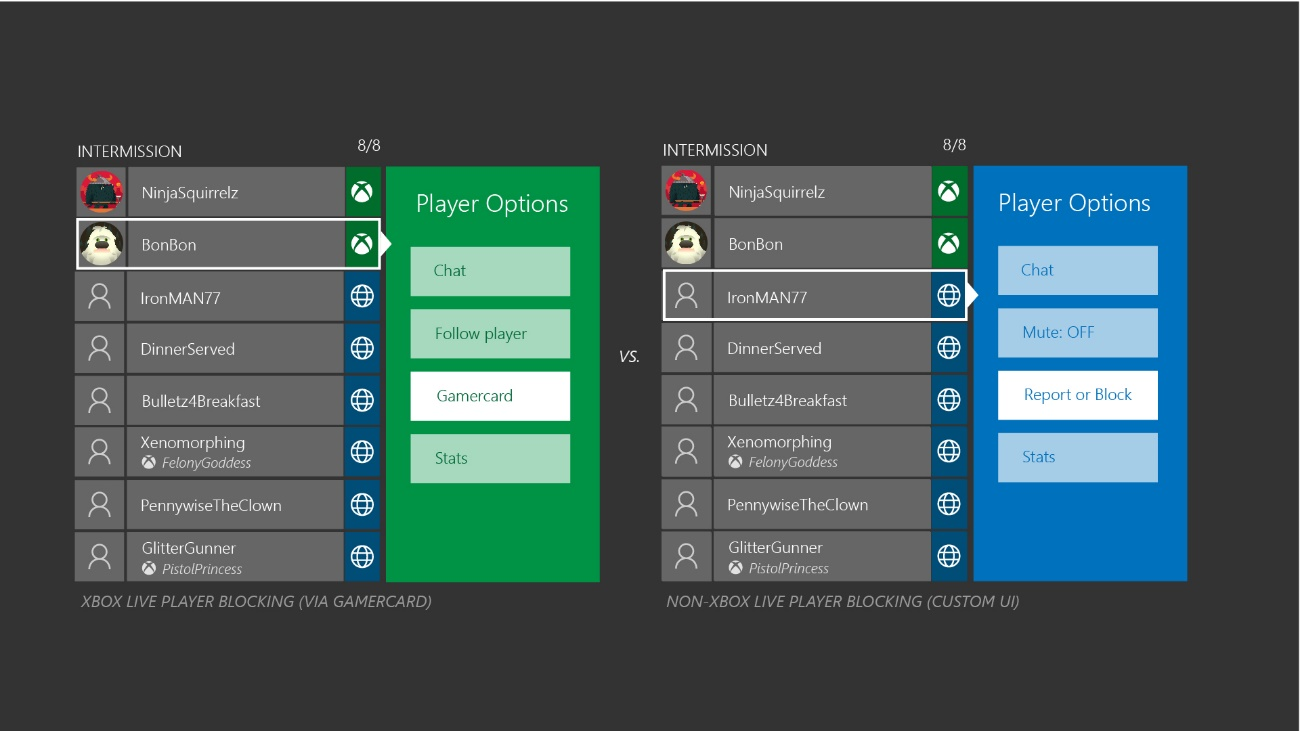 INTERMISSION 8/8
NinjaSquirrelz
BonBon
IronMAN77
DinnerServed
Bulletz4Breakfast
Xenomorphing
FelonyGoddess
PennywiseTheClown
GlitterGunner
PistolPrincess
Player Options
Chat
Follow player
Gamercard
Stats
XBOX LIVE PLAYER BLOCKING (VIA GAMERCARD)
VS.
INTERMISSION 8/8
NinjaSquirrelz
BonBon
IronMAN77
DinnerServed
Bulletz4Breakfast
Xenomorphing
FelonyGoddess
PennywiseTheClown
GlitterGunner
PistolPrincess
Player Options
Chat
Mute: OFF
Report or Block
Stats
NON-XBOX LIVE PLAYER BLOCKING (CUSTOM UI)